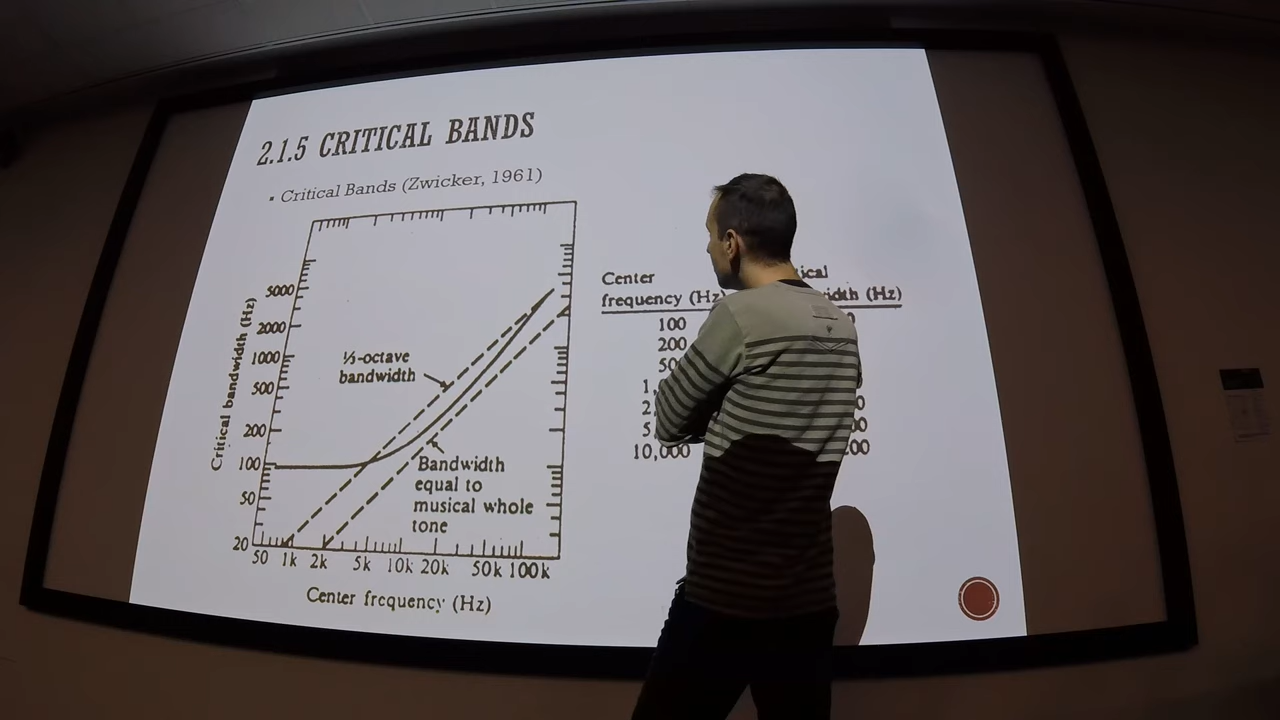 2.1.5 CRITICAL BANDS
▪ Critical Bands (Zwicker, 1961)
5000
2000
1000
500
200
100
50
20
Critical bandwidth (Hz)
⅓-octave
bandwidth
Bandwidth
equal to
musical whole
tone
50 1k 2k 5k 10k 20k 50k 100k
Center frequency (Hz)
Center
frequency (Hz)
100
200
10,000